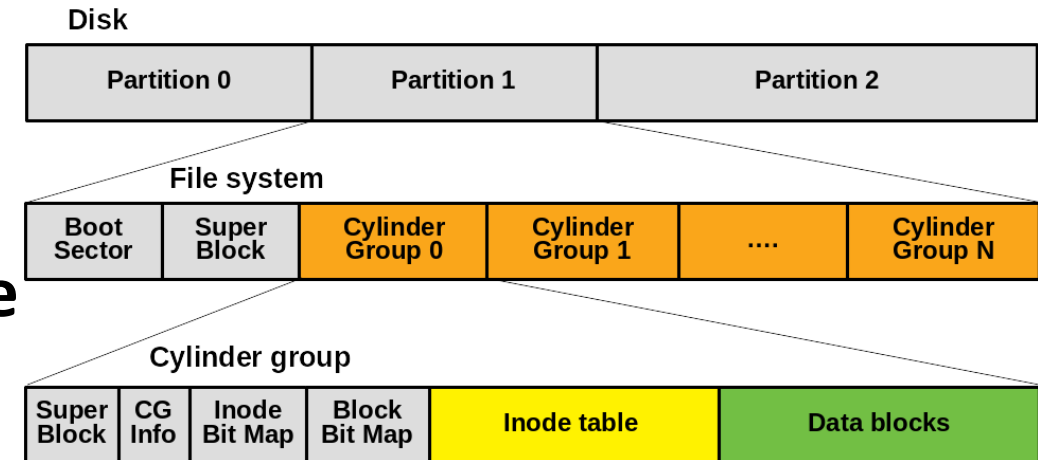 Disk
Partition 0 Partition 1 Partition 2
File system
Boot Super Cylinder Cylinder .... Cylinder
Sector Block Group 0 Group 1 Group N
e
Cylinder group
Super CG Inode Block Inode table Data blocks
Block Info Bit Map Bit Map